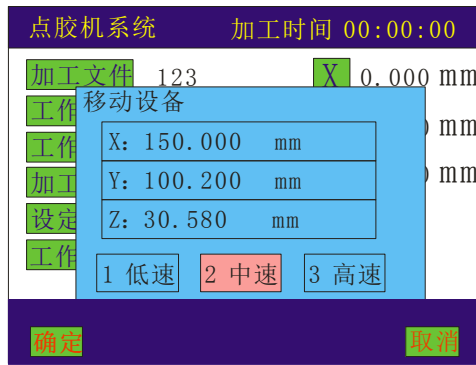 点胶机系统 加工时间 00:00:00
加工文件 123 X 0.000 mm
工作
移动设备
mm
工作
X: 150.000 mm
加工
Y: 100.200 mm
mm
设定
Z: 30.580 mm
工作
1 低速 2 中速 3 高速
确定 取消